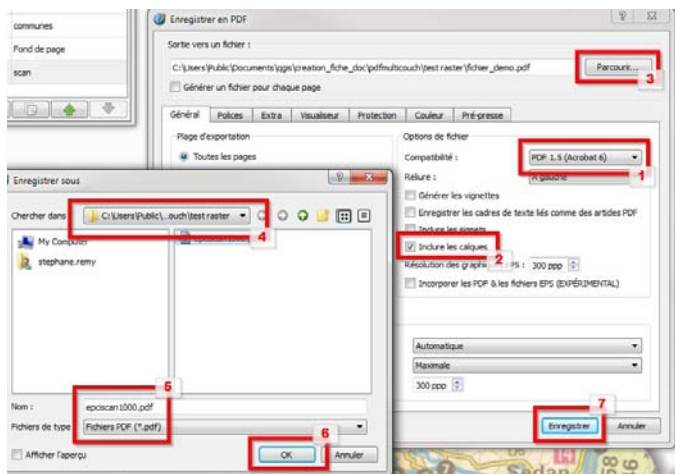 communes
Fond de page
scan
Enregistrer en PDF
Sortie vers un fichier :
C:\Users\Public\Documents\qgis\creation_fiche_doc\pdfmulticouch\test raster\fichier_demo.pdf
Parcourir...
3
Générer un fichier pour chaque page
Général Polices Extra Visualiseur Protection Couleur Pré-presse
Plage d'exportation
Options de fichier
Toutes les pages
Compatibilité :
PDF 1.5 (Acrobat 6)
1
Reliure :
A gauche
Générer les vignettes
Enregistrer les cadres de texte liés comme des articles PDF
Inclure les signets
Inclure les calques
2
Résolution des EPS :
300 ppp
Incorporer les PDF & les fichiers EPS (EXPÉRIMENTAL)
Automatique
Maximale
300 ppp
7
Enregistrer
Annuler
Enregistrer sous
Chercher dans
C:\Users\Public\...ouch\test raster
4
My Computer
stephane.remy
5
Nom :
epciscan1000.pdf
Fichiers de type
Fichiers PDF (*.pdf)
6
Afficher l'aperçu
OK
Annuler
Sedan